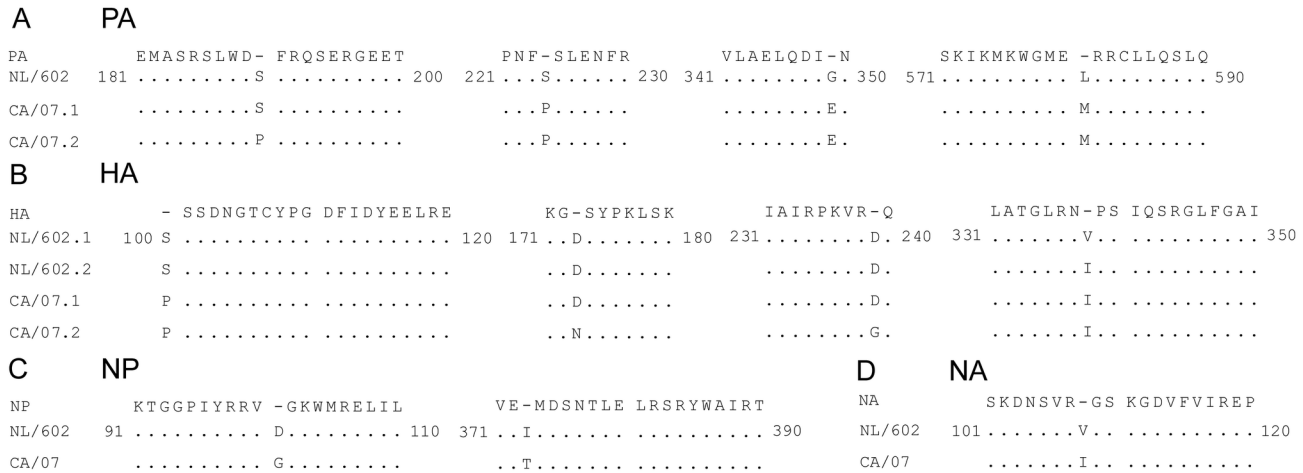 A PA
PA EMASRSLWD- FRQSERGEET PNF-SLENFR VLAELQDI-N SKIKMKWGME -RRCLLQSLQ
NL/602 181 .........S .......... 200 221 ...S...... 230 341 ........G. 350 571 .......... L......... 590
CA/07.1 .........S .......... ...P...... ........E. .......... M.........
CA/07.2 .........P .......... ...P...... ........E. .......... M.........
B HA
HA - SSDNGTCYPG DFIDYEELRE KG-SYPKLSK IAIRPKVR-Q LATGLRN-PS IQSRGLFGAI
NL/602.1 100 S .......... .......... 120 171 ..D....... 180 231 ........D. 240 331 .......V.. .......... 350
NL/602.2 S .......... .......... ..D....... ........D. .......I.. ..........
CA/07.1 P .......... .......... ..D....... ........D. .......I.. ..........
CA/07.2 P .......... .......... ..N....... ........G. .......I.. ..........
C NP D NA
NP KTGGPIYRRV -GKWMRELIL VE-MDSNTLE LRSRYWAIRT NA SKDNSVR-GS KGDVFVIREP
NL/602 91 .......... D......... 110 371 ..I....... .......... 390 NL/602 101 .......V.. .......... 120
CA/07 .......... G......... ..T....... .......... CA/07 .......I.. ..........